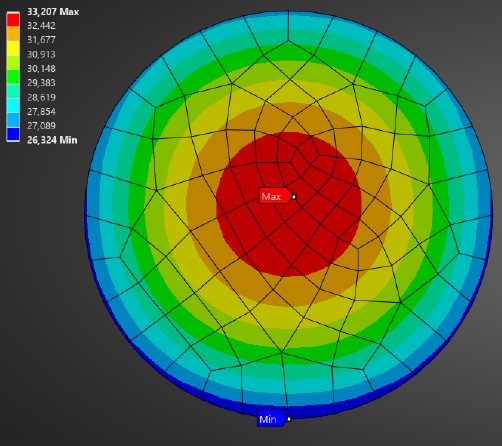 33,207 Max
32,442
31,677
30,913
30,148
29,383
28,619
27,854
27,089
26,324 Min
Max
Min